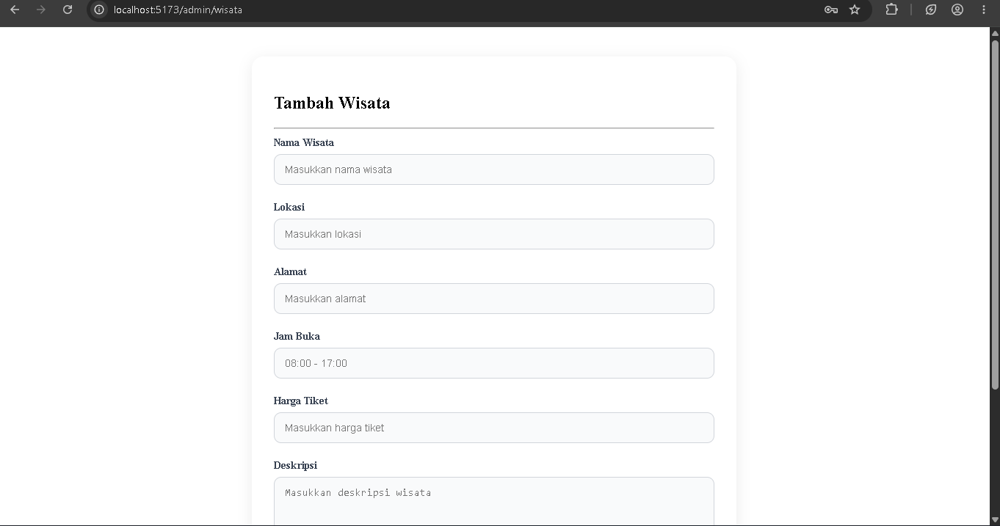 localhost:5173/admin/wisata
Tambah Wisata
Nama Wisata
Masukkan nama wisata
Lokasi
Masukkan lokasi
Alamat
Masukkan alamat
Jam Buka
08:00 - 17:00
Harga Tiket
Masukkan harga tiket
Deskripsi
Masukkan deskripsi wisata